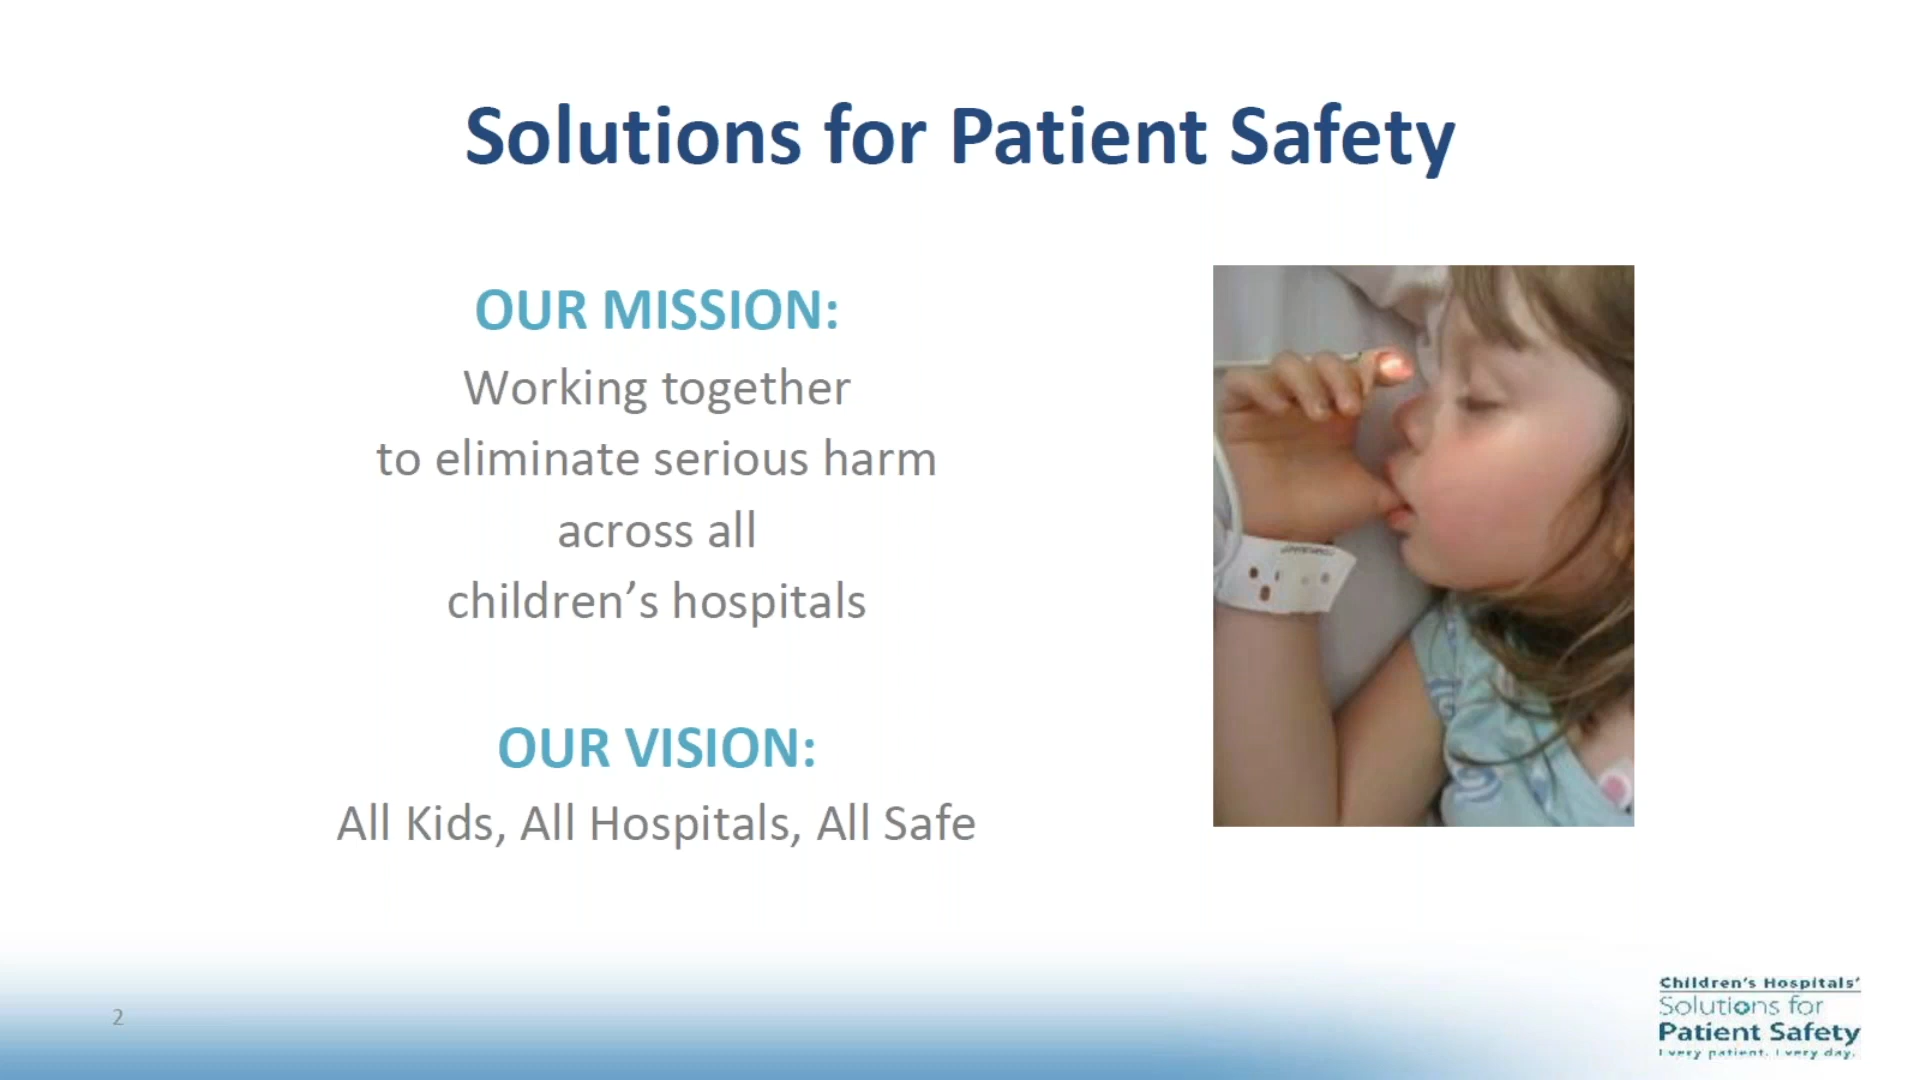 Solutions for Patient Safety
OUR MISSION:
Working together
to eliminate serious harm
across all
children’s hospitals
OUR VISION:
All Kids, All Hospitals, All Safe
2
Children's Hospitals'
Solutions for
Patient Safety
Every patient. Every day.